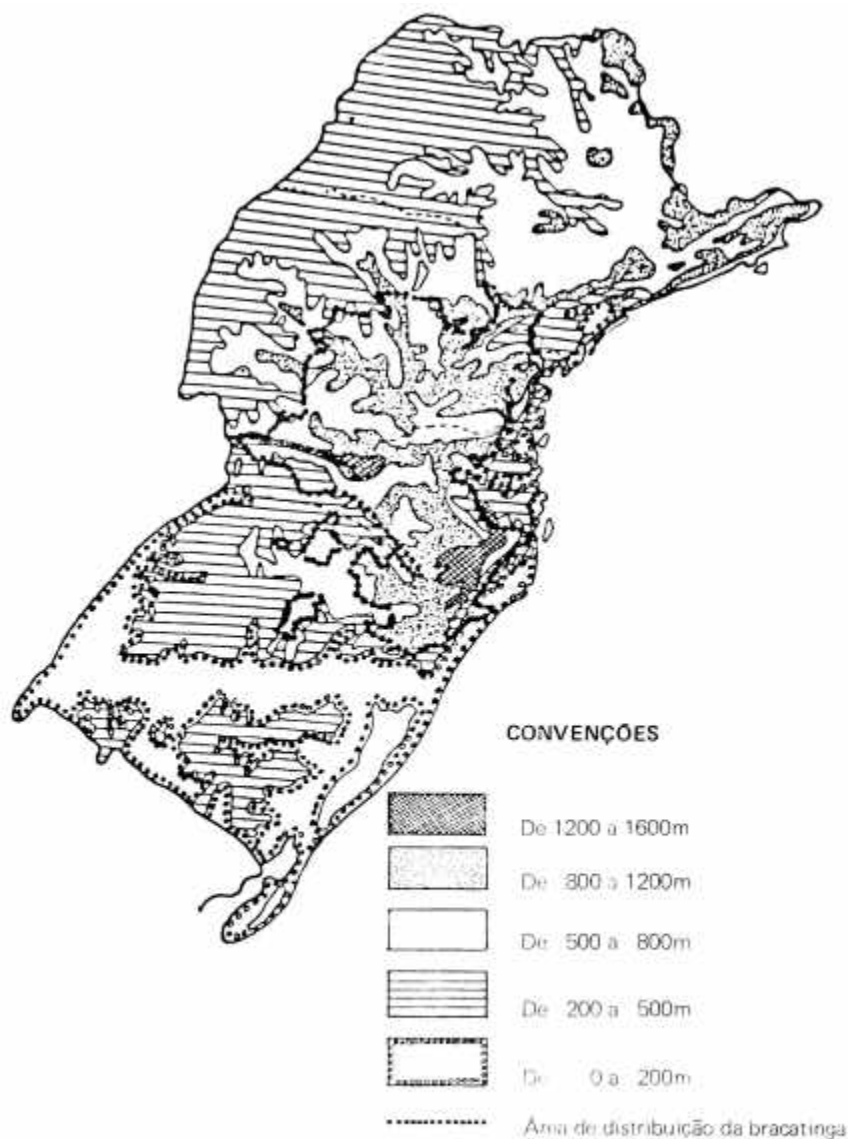 CONVENÇÕES
De 1200 a 1600m
De 800 a 1200m
De 500 a 800m
De 200 a 500m
De 0 a 200m
Área de distribuição da bracatinga